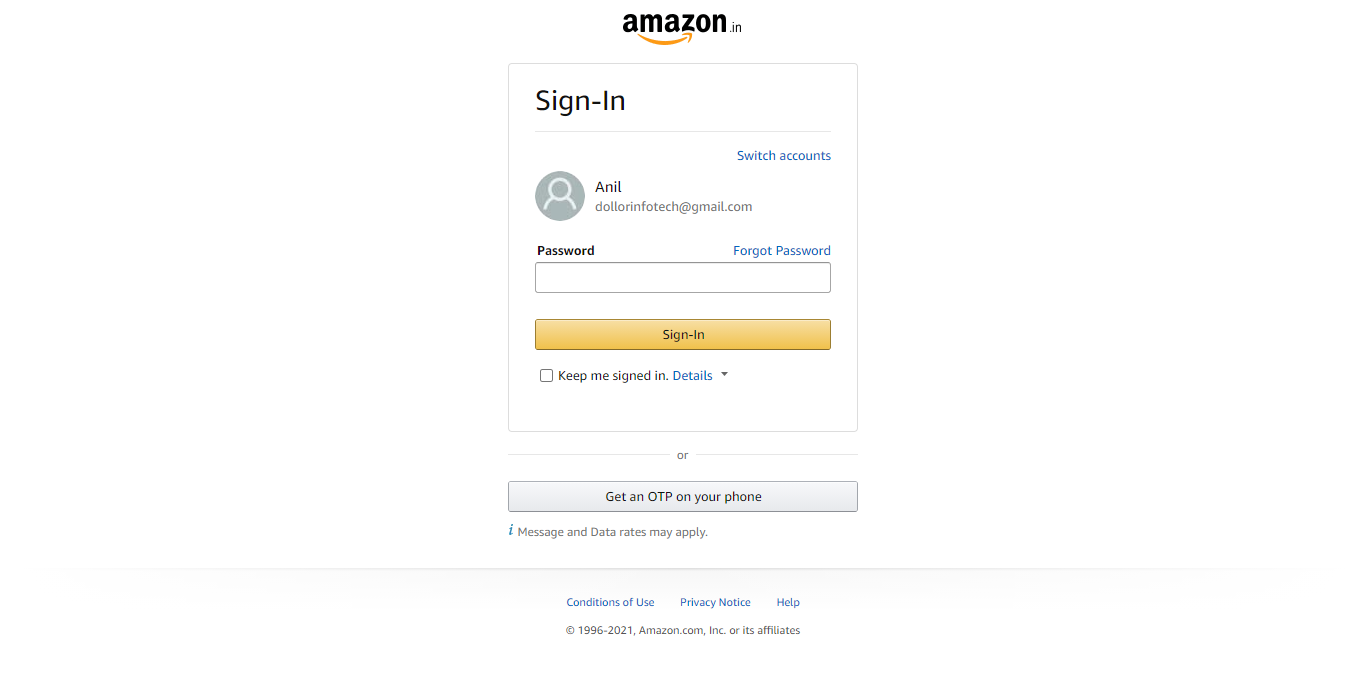 amazon.in
Sign-In
Switch accounts
Anil
dollorinfotech@gmail.com
Password Forgot Password
Sign-In
Keep me signed in. Details
or
Get an OTP on your phone
i Message and Data rates may apply.
Conditions of Use Privacy Notice Help
© 1996-2021, Amazon.com, Inc. or its affiliates